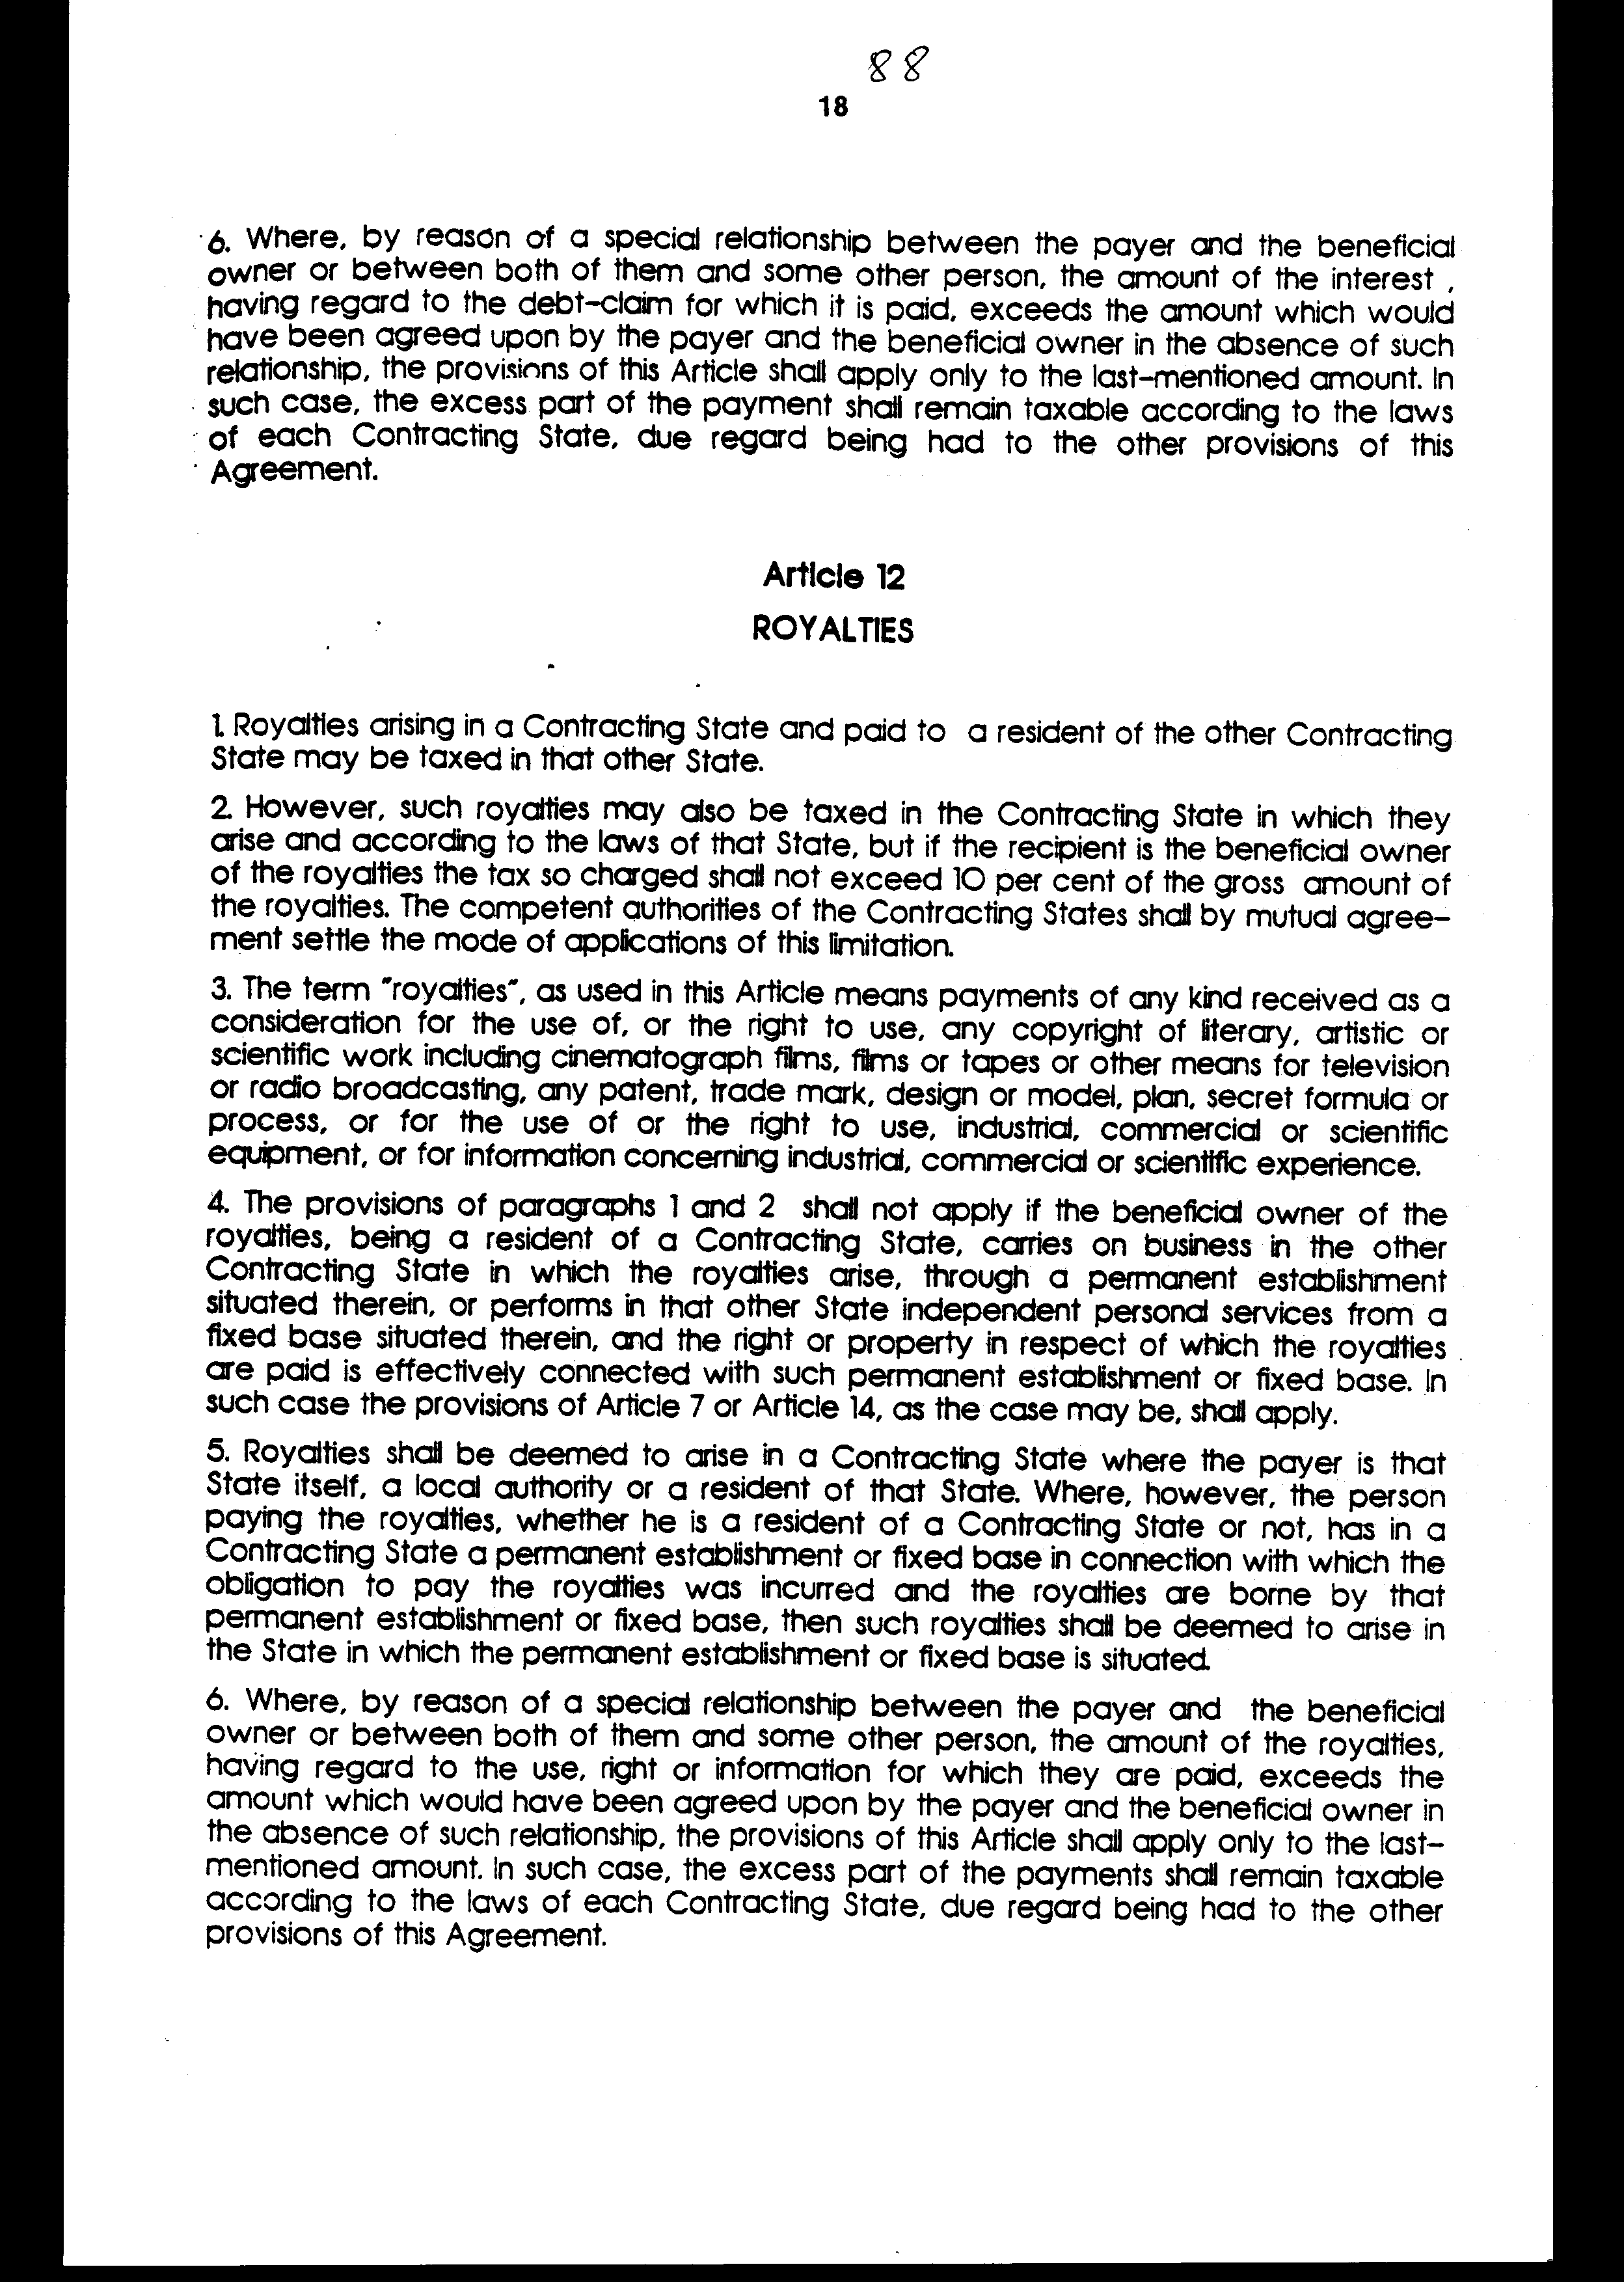 88
18
6. Where, by reason of a special relationship between the payer and the beneficial
owner or between both of them and some other person, the amount of the interest ,
having regard to the debt-claim for which it is paid, exceeds the amount which would
have been agreed upon by the payer and the beneficial owner in the absence of such
relationship, the provisions of this Article shall apply only to the last-mentioned amount. In
such case, the excess part of the payment shall remain taxable according to the laws
of each Contracting State, due regard being had to the other provisions of this
Agreement.
Article 12
ROYALTIES
1. Royalties arising in a Contracting State and paid to a resident of the other Contracting
State may be taxed in that other State.
2. However, such royalties may also be taxed in the Contracting State in which they
arise and according to the laws of that State, but if the recipient is the beneficial owner
of the royalties the tax so charged shall not exceed 10 per cent of the gross amount of
the royalties. The competent authorities of the Contracting States shall by mutual agree-
ment settle the mode of applications of this limitation.
3. The term "royalties", as used in this Article means payments of any kind received as a
consideration for the use of, or the right to use, any copyright of literary, artistic or
scientific work including cinematograph films, films or tapes or other means for television
or radio broadcasting, any patent, trade mark, design or model, plan, secret formula or
process, or for the use of or the right to use, industrial, commercial or scientific
equipment, or for information concerning industrial, commercial or scientific experience.
4. The provisions of paragraphs 1 and 2 shall not apply if the beneficial owner of the
royalties, being a resident of a Contracting State, carries on business in the other
Contracting State in which the royalties arise, through a permanent establishment
situated therein, or performs in that other State independent personal services from a
fixed base situated therein, and the right or property in respect of which the royalties
are paid is effectively connected with such permanent establishment or fixed base. In
such case the provisions of Article 7 or Article 14, as the case may be, shall apply.
5. Royalties shall be deemed to arise in a Contracting State where the payer is that
State itself, a local authority or a resident of that State. Where, however, the person
paying the royalties, whether he is a resident of a Contracting State or not, has in a
Contracting State a permanent establishment or fixed base in connection with which the
obligation to pay the royalties was incurred and the royalties are borne by that
permanent establishment or fixed base, then such royalties shall be deemed to arise in
the State in which the permanent establishment or fixed base is situated.
6. Where, by reason of a special relationship between the payer and the beneficial
owner or between both of them and some other person, the amount of the royalties,
having regard to the use, right or information for which they are paid, exceeds the
amount which would have been agreed upon by the payer and the beneficial owner in
the absence of such relationship, the provisions of this Article shall apply only to the last-
mentioned amount. In such case, the excess part of the payments shall remain taxable
according to the laws of each Contracting State, due regard being had to the other
provisions of this Agreement.